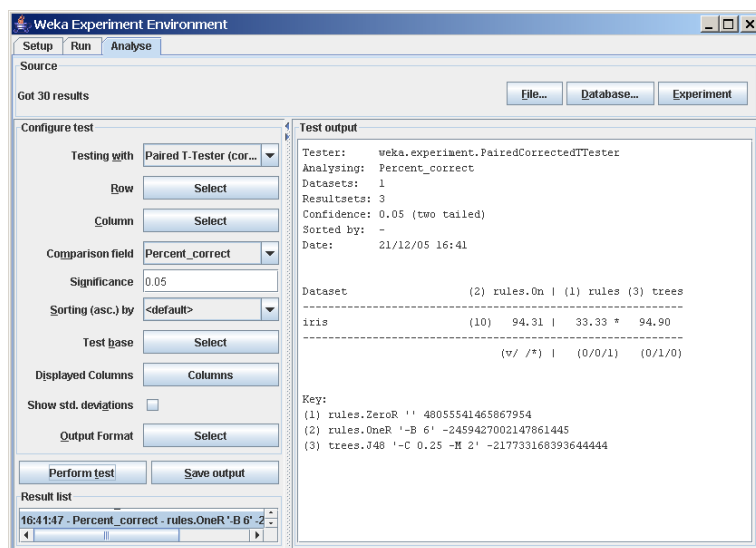 Weka Experiment Environment
Setup Run Analyse
Source
Got 30 results
File... Database... Experiment
Configure test
Testing with Paired T-Tester (cor...
Row Select
Column Select
Comparison field Percent_correct
Significance 0.05
Sorting (asc.) by <default>
Test base Select
Displayed Columns Columns
Show std. deviations
Output Format Select
Perform test Save output
Result list
16:41:47 - Percent_correct - rules.OneR '-B 6' -2
Test output
Tester: weka.experiment.PairedCorrectedTTester
Analysing: Percent_correct
Datasets: 1
Resultsets: 3
Confidence: 0.05 (two tailed)
Sorted by: -
Date: 21/12/05 16:41
Dataset (2) rules.On | (1) rules (3) trees
--------------------------------------------------------------
iris (10) 94.31 | 33.33 * 94.90
--------------------------------------------------------------
(v/ /*) | (0/0/1) (0/1/0)
Key:
(1) rules.ZeroR '' 48055541465867954
(2) rules.OneR '-B 6' -2459427002147861445
(3) trees.J48 '-C 0.25 -M 2' -217733168393644444